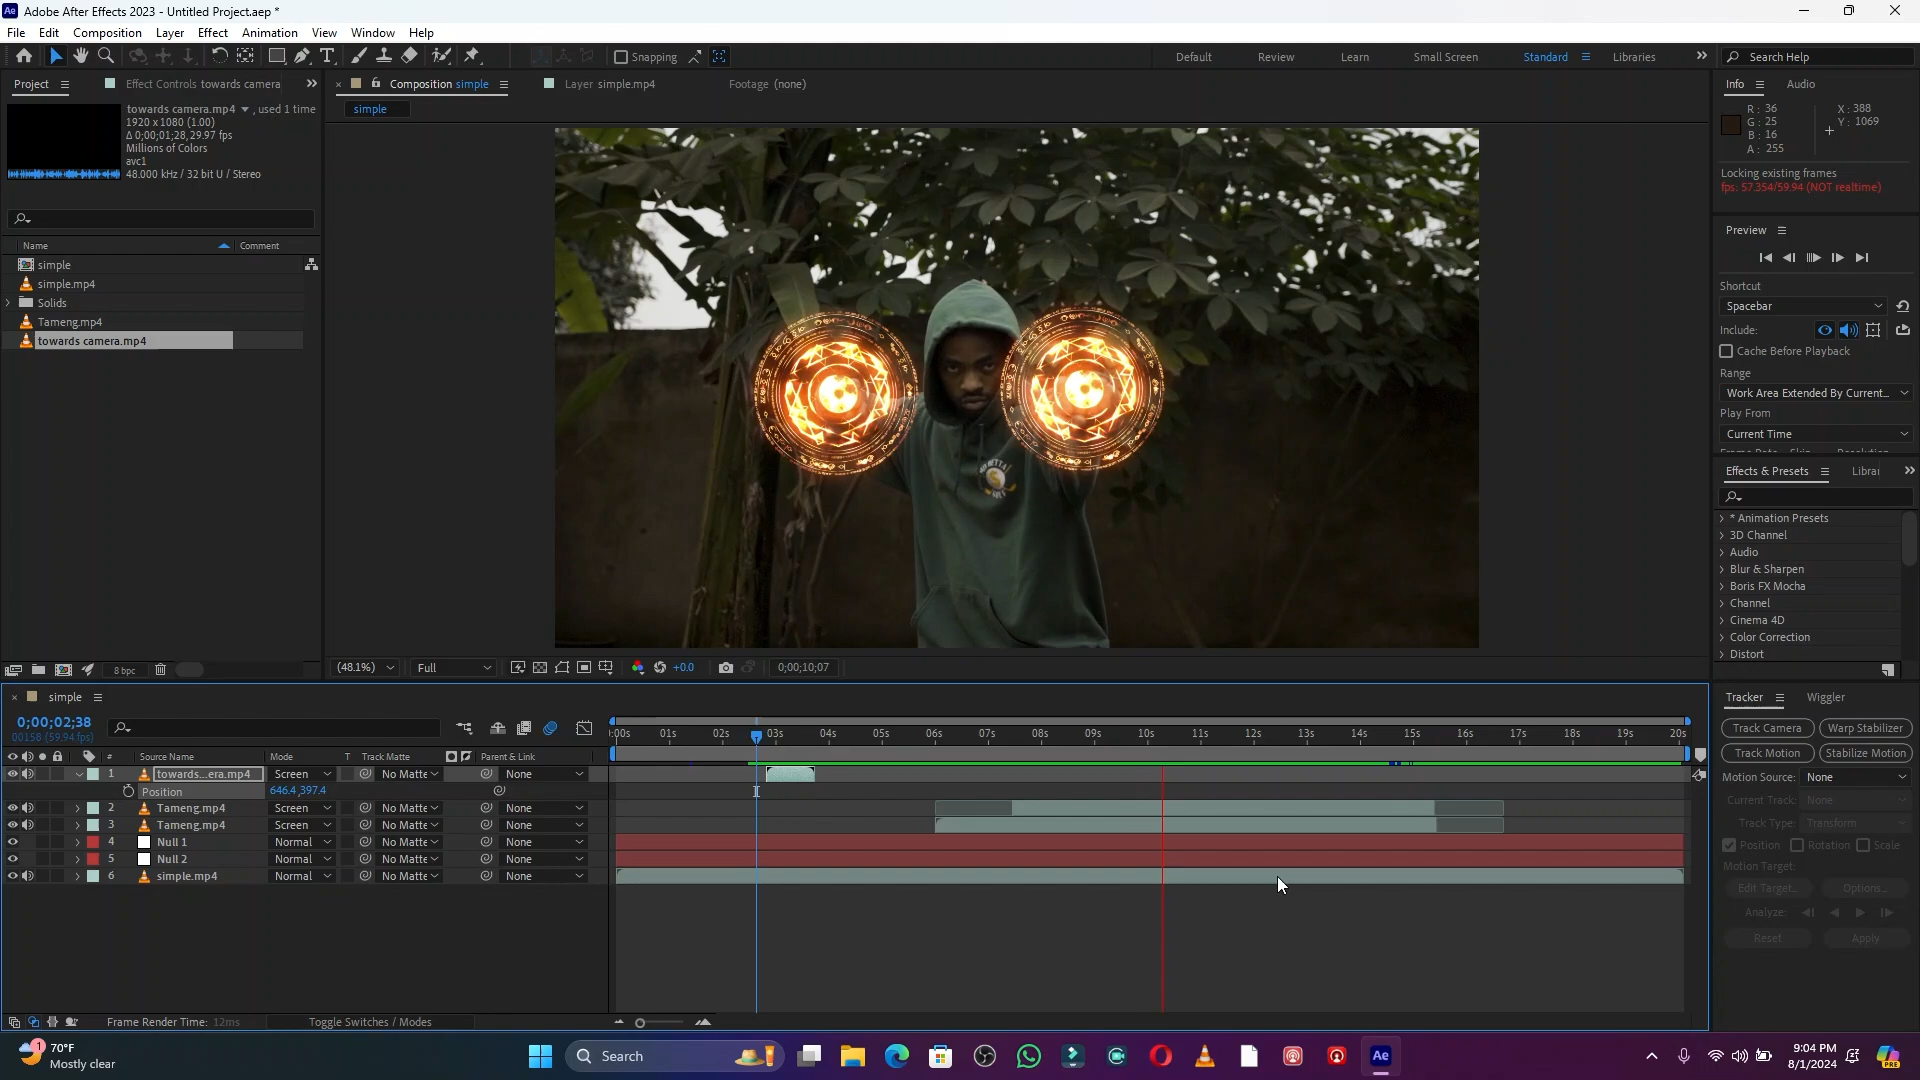 Adobe After Effects 2023 - Untitled Project.aep *
File Edit Composition Layer Effect Animation View Window Help
Snapping Default Review Learn Small Screen Standard Libraries Search Help
Project Effect Controls towards camera
towards camera.mp4 , used 1 time
1920 x 1080 (1.00)
Δ 0;00;01;28, 29.97 fps
Millions of Colors
avc1
48.000 kHz / 32 bit U / Stereo
Name Comment
simple
simple.mp4
Solids
Tameng.mp4
towards camera.mp4
8 bpc
Composition simple Layer simple.mp4 Footage (none)
simple
(48.1%) Full +0.0 0;00;10;07
Info Audio
R: 36 X: 388
G: 25 Y: 1069
B: 16
A: 255
Locking existing frames
fps: 57.354/59.94 (NOT realtime)
Preview
Shortcut
Spacebar
Include:
Cache Before Playback
Range
Work Area Extended By Current...
Play From
Current Time
Effects & Presets Librar
* Animation Presets
3D Channel
Audio
Blur & Sharpen
Boris FX Mocha
Channel
Cinema 4D
Color Correction
Distort
simple
0;00;02;38
00158 (59.94 fps)
:00s 01s 02s 03s 04s 05s 06s 07s 08s 09s 10s 11s 12s 13s 14s 15s 16s 17s 18s 19s 20s
# Source Name Mode T Track Matte Parent & Link
1 towards...era.mp4 Screen No Matte None
Position 646.4,397.4
2 Tameng.mp4 Screen No Matte None
3 Tameng.mp4 Screen No Matte None
4 Null 1 Normal No Matte None
5 Null 2 Normal No Matte None
6 simple.mp4 Normal No Matte None
Frame Render Time: 12ms Toggle Switches / Modes
Tracker Wiggler
Track Camera Warp Stabilizer
Track Motion Stabilize Motion
Motion Source: None
Current Track: None
Track Type: Transform
Position Rotation Scale
Motion Target:
Edit Target... Options...
Analyze:
Reset Apply
1 70°F
Mostly clear
Search
Ae
9:04 PM
8/1/2024
PRE